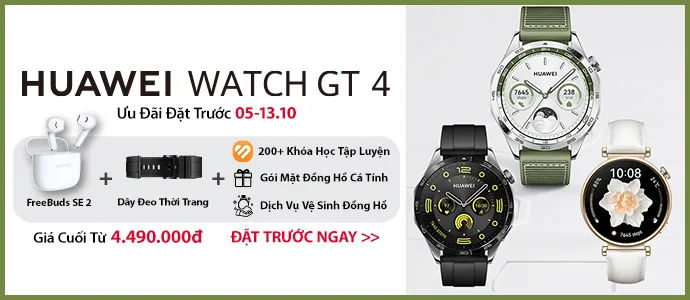 HUAWEI WATCH GT 4
Ưu Đãi Đặt Trước 05-13.10
FreeBuds SE 2
+
Dây Đeo Thời Trang
+
200+ Khóa Học Tập Luyện
Gói Mặt Đồng Hồ Cá Tính
Dịch Vụ Vệ Sinh Đồng Hồ
Giá Cuối Từ 4.490.000đ
ĐẶT TRƯỚC NGAY >>
HUAWEI
7645
238
HUAWEI
10:08
7645